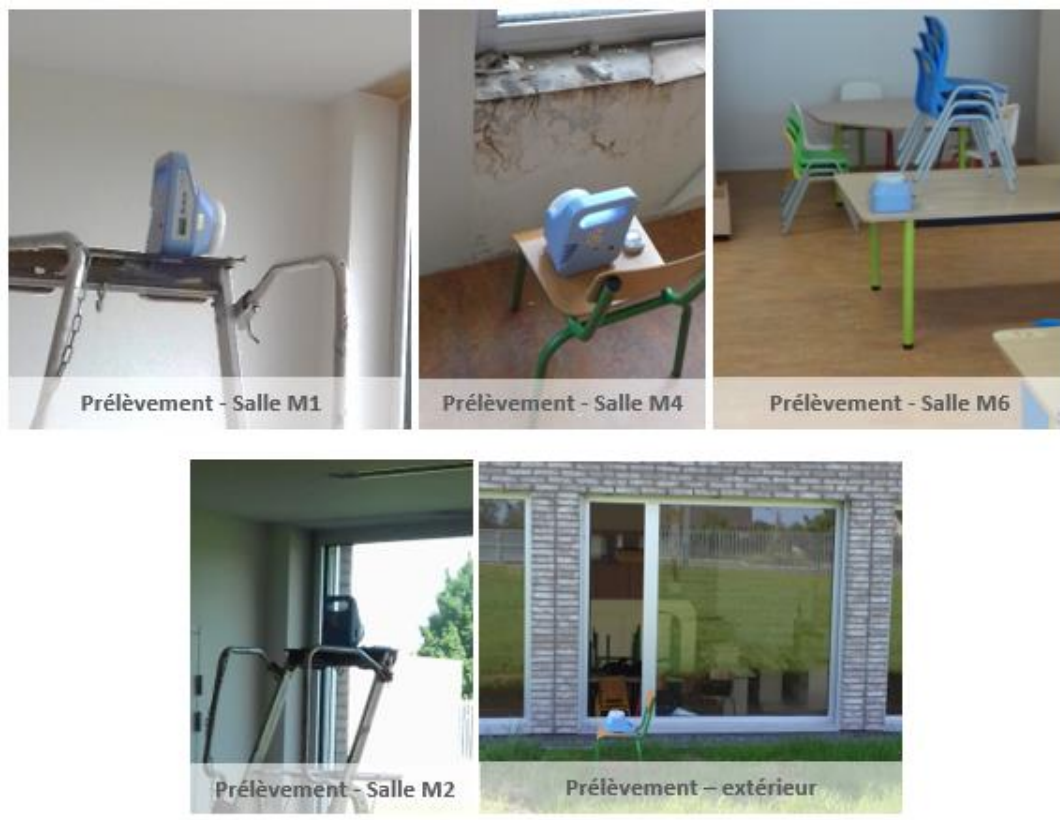 Prélèvement - Salle M1
Prélèvement - Salle M4
Prélèvement - Salle M6
Prélèvement - Salle M2
Prélèvement – extérieur